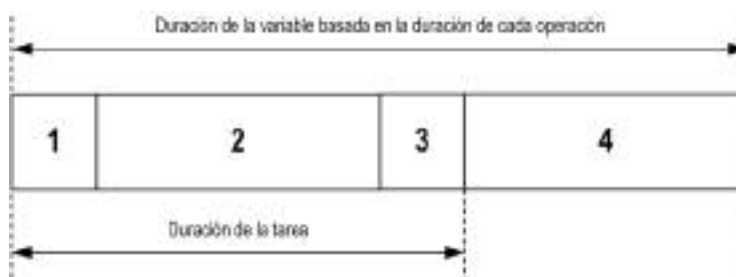 Duración de la variable basada en la duración de cada operación
1 2 3 4
Duración de la tarea